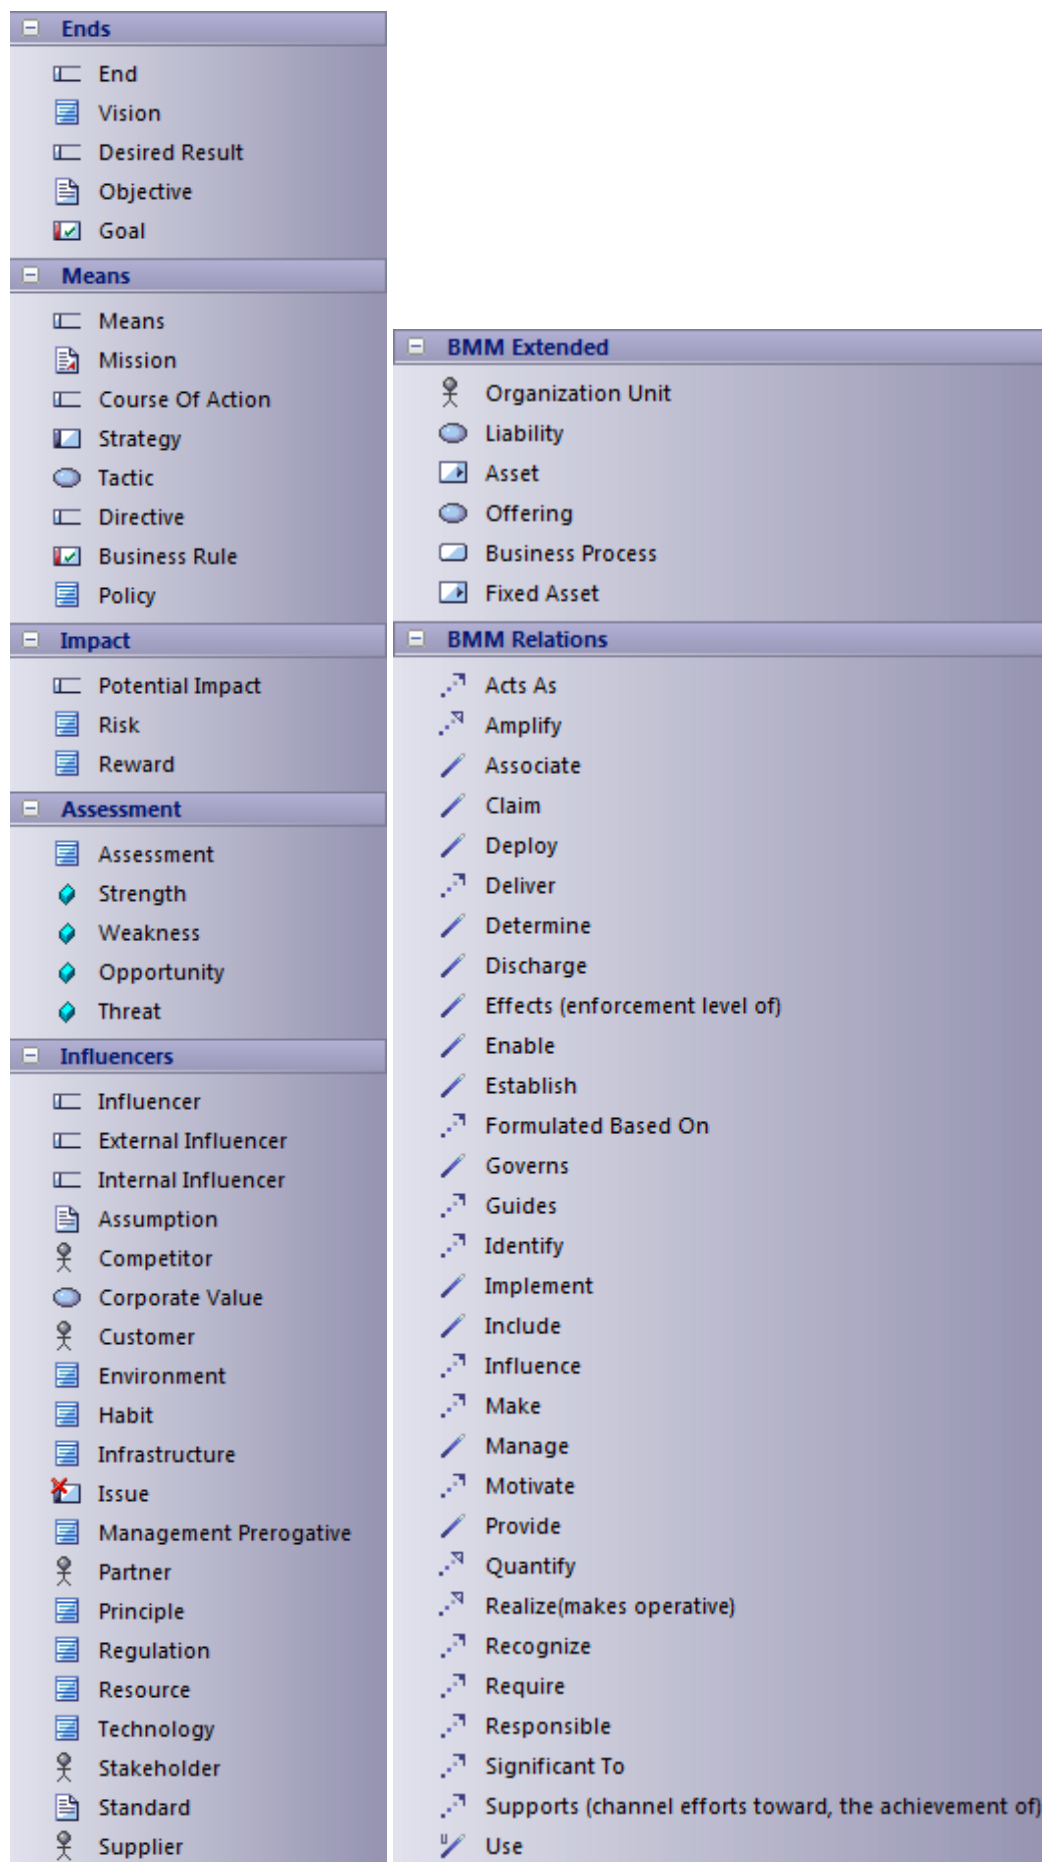 Ends
End
Vision
Desired Result
Objective
Goal
Means
Means
Mission
Course Of Action
Strategy
Tactic
Directive
Business Rule
Policy
Impact
Potential Impact
Risk
Reward
Assessment
Assessment
Strength
Weakness
Opportunity
Threat
Influencers
Influencer
External Influencer
Internal Influencer
Assumption
Competitor
Corporate Value
Customer
Environment
Habit
Infrastructure
Issue
Management Prerogative
Partner
Principle
Regulation
Resource
Technology
Stakeholder
Standard
Supplier
BMM Extended
Organization Unit
Liability
Asset
Offering
Business Process
Fixed Asset
BMM Relations
Acts As
Amplify
Associate
Claim
Deploy
Deliver
Determine
Discharge
Effects (enforcement level of)
Enable
Establish
Formulated Based On
Governs
Guides
Identify
Implement
Include
Influence
Make
Manage
Motivate
Provide
Quantify
Realize(makes operative)
Recognize
Require
Responsible
Significant To
Supports (channel efforts toward, the achievement of)
Use